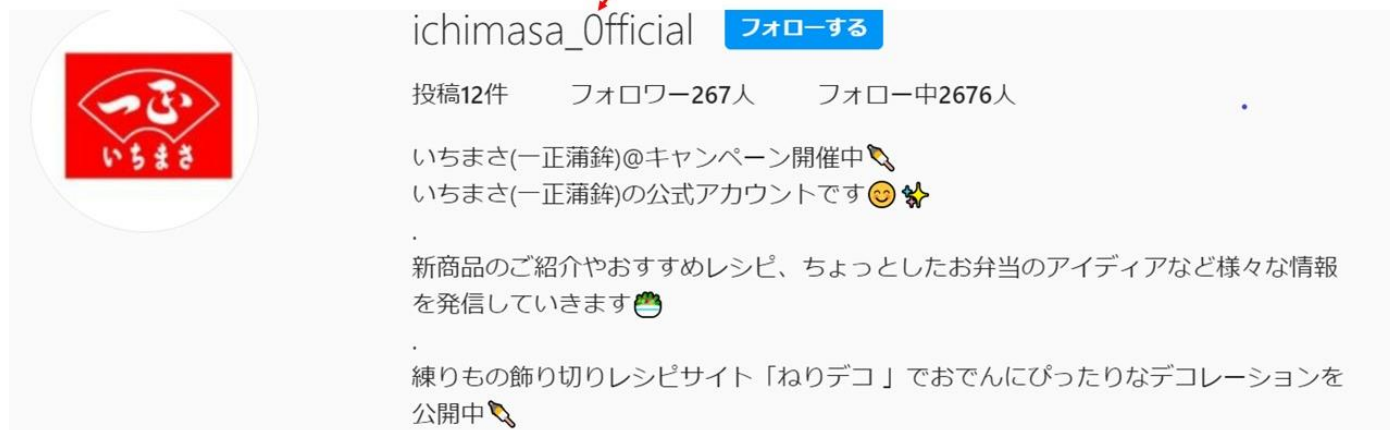 ichimasa_0fficial フォローする
投稿12件 フォロワー267人 フォロー中2676人
一正
いちまさ
いちまさ(一正蒲鉾)@キャンペーン開催中🍢
いちまさ(一正蒲鉾)の公式アカウントです😊✨
.
新商品のご紹介やおすすめレシピ、ちょっとしたお弁当のアイディアなど様々な情報
を発信していきます🥗
.
練りもの飾り切りレシピサイト「ねりデコ 」でおでんにぴったりなデコレーションを
公開中🍢